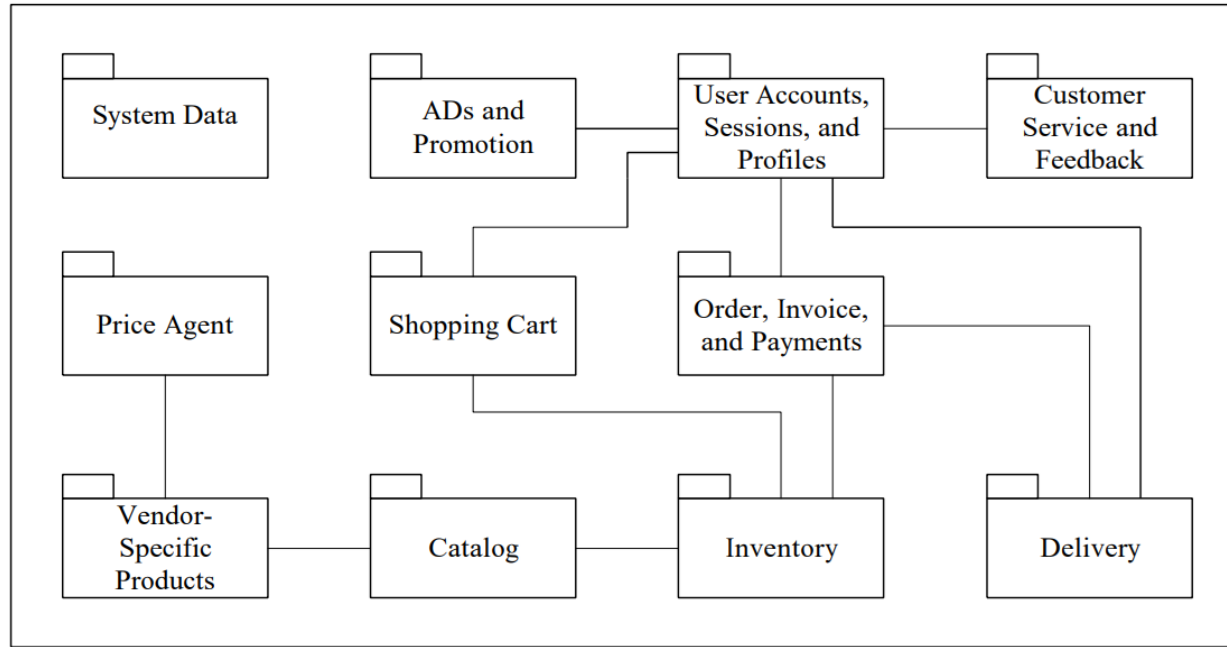 System Data
ADs and
Promotion
User Accounts,
Sessions, and
Profiles
Customer
Service and
Feedback
Price Agent
Shopping Cart
Order, Invoice,
and Payments
Vendor-
Specific
Products
Catalog
Inventory
Delivery